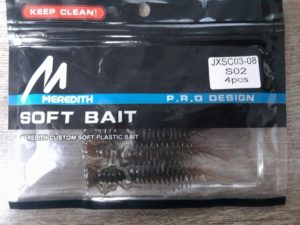 KEEP CLEAN!
JXSC03-08
S02
4pcs
MEREDITH
P.R.O DESIGN
SOFT BAIT
MEREDITH CUSTOM SOFT PLASTIC BAIT